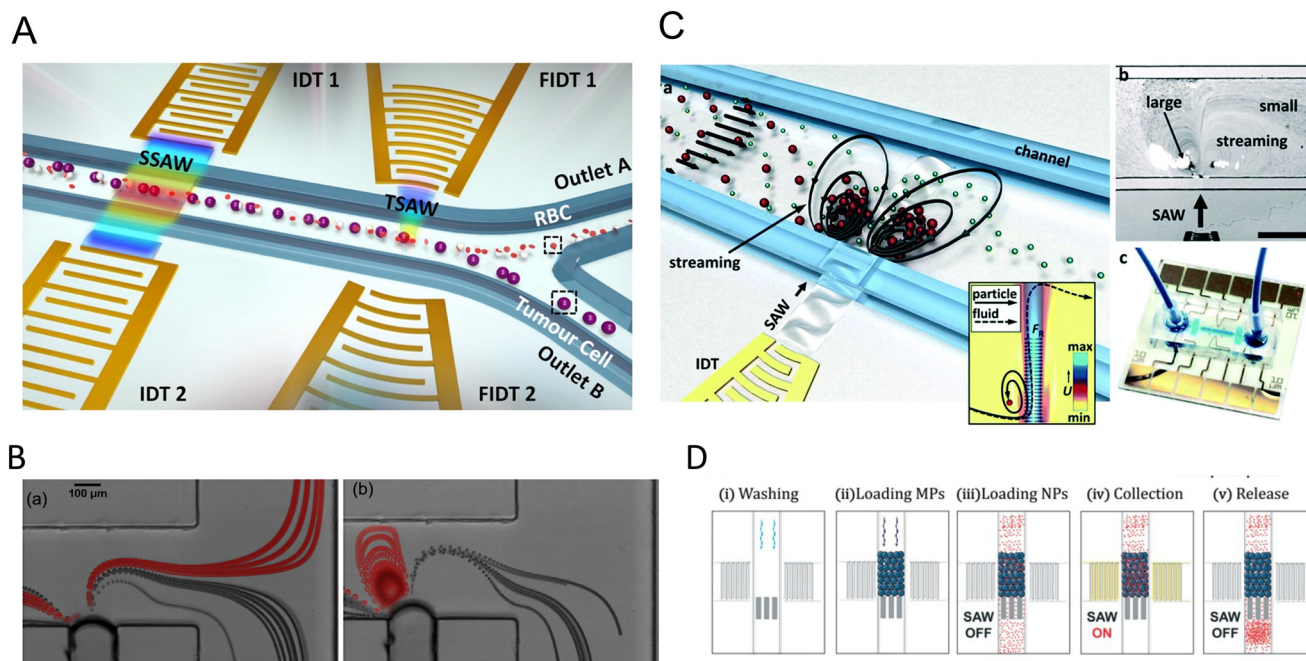 A
IDT 1
FIDT 1
SSAW
TSAW
Outlet A
RBC
Tumour Cell
Outlet B
IDT 2
FIDT 2
B
(a)
100 µm
(b)
C
a
channel
streaming
SAW
IDT
particle
fluid
F_R
max
U
min
b
large
small
streaming
SAW
c
D
(i) Washing
(ii)Loading MPs
(iii)Loading NPs
(iv) Collection
(v) Release
SAW
OFF
SAW
ON
SAW
OFF